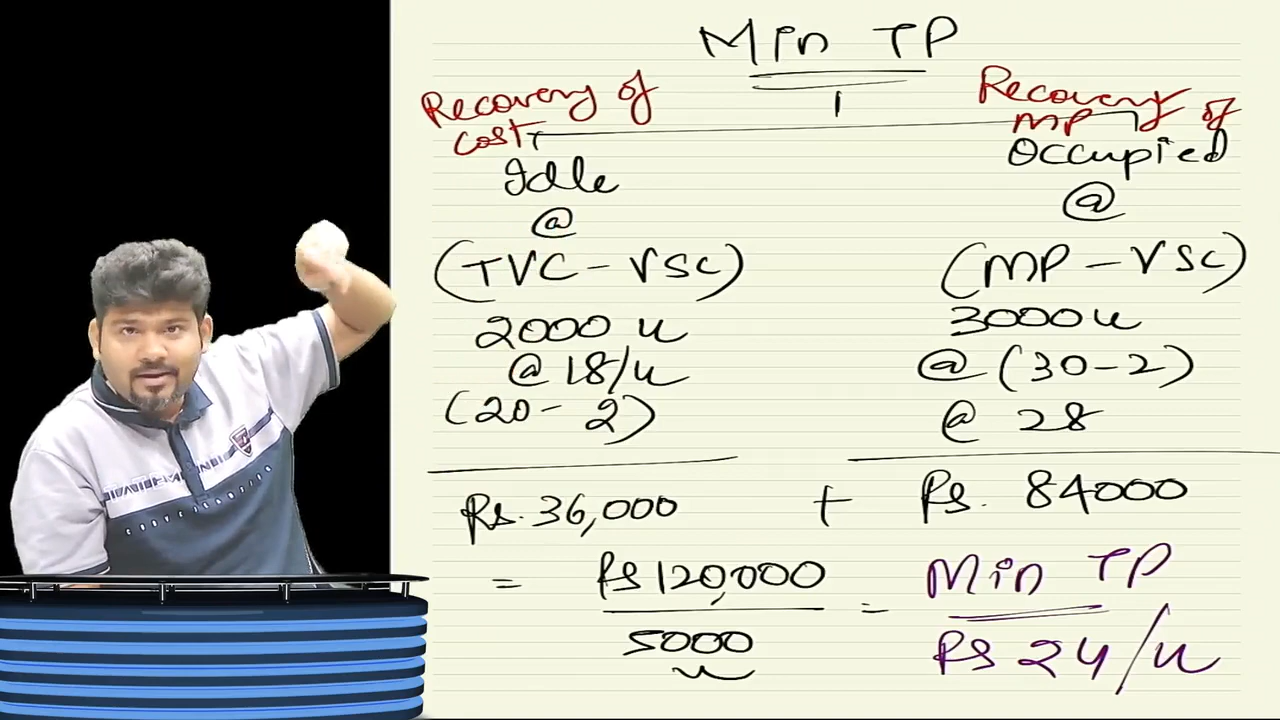 Min TP
Recovery of
cost
Idle
@
(TVC - VSC)
2000 u
@ 18/u
(20 - 2)
Rs. 36,000
Recovery of
MP
Occupied
@
(MP - VSC)
3000 u
@ (30 - 2)
@ 28
+ Rs. 84000
= Rs 120,000
5000
u
= Min TP
Rs 24/u